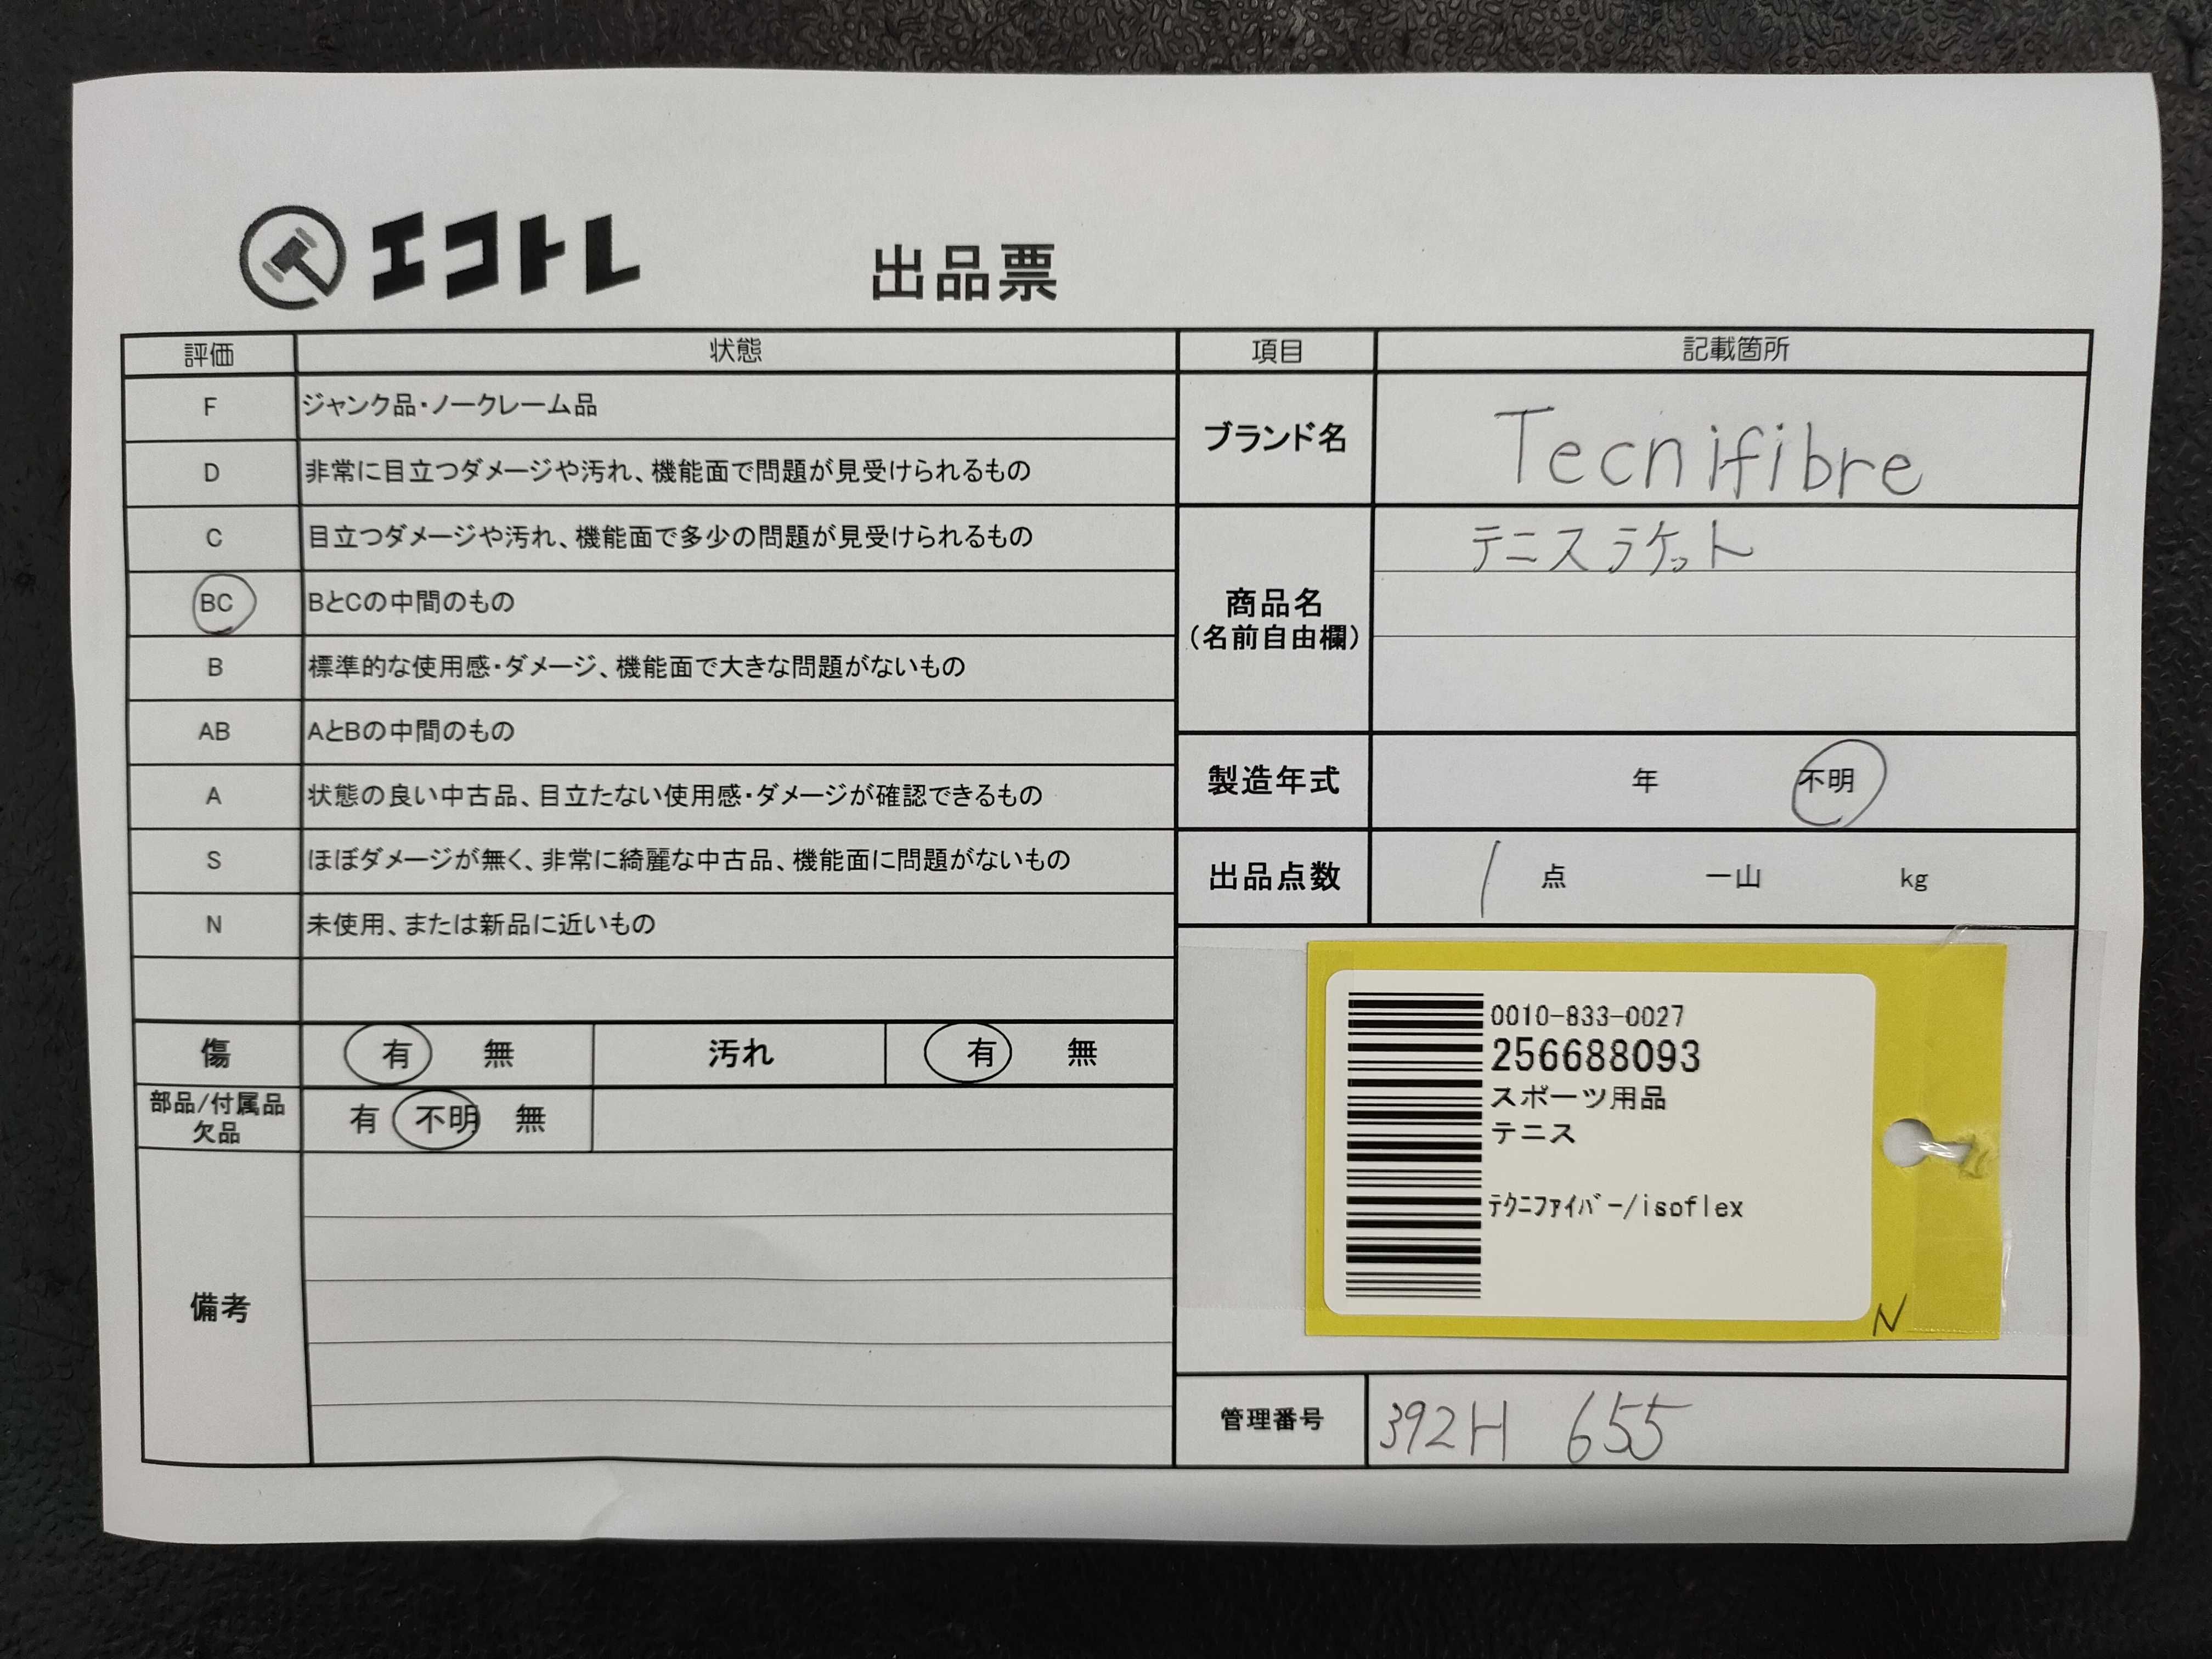 エコトレ
出品票
評価 状態
F ジャンク品・ノークレーム品
D 非常に目立つダメージや汚れ、機能面で問題が見受けられるもの
C 目立つダメージや汚れ、機能面で多少の問題が見受けられるもの
BC BとCの中間のもの
B 標準的な使用感・ダメージ、機能面で大きな問題がないもの
AB AとBの中間のもの
A 状態の良い中古品、目立たない使用感・ダメージが確認できるもの
S ほぼダメージが無く、非常に綺麗な中古品、機能面に問題がないもの
N 未使用、または新品に近いもの
傷 有 無 汚れ 有 無
部品/付属品
欠品
有 不明 無
備考
項目 記載箇所
ブランド名 Tecnifibre
商品名
(名前自由欄)
テニスラケット
製造年式 年 不明
出品点数 1 点 一山 kg
0010-833-0027
256688093
スポーツ用品
テニス
ﾃｸﾆﾌｧｲﾊﾞｰ/isoflex
N
管理番号 392H 655